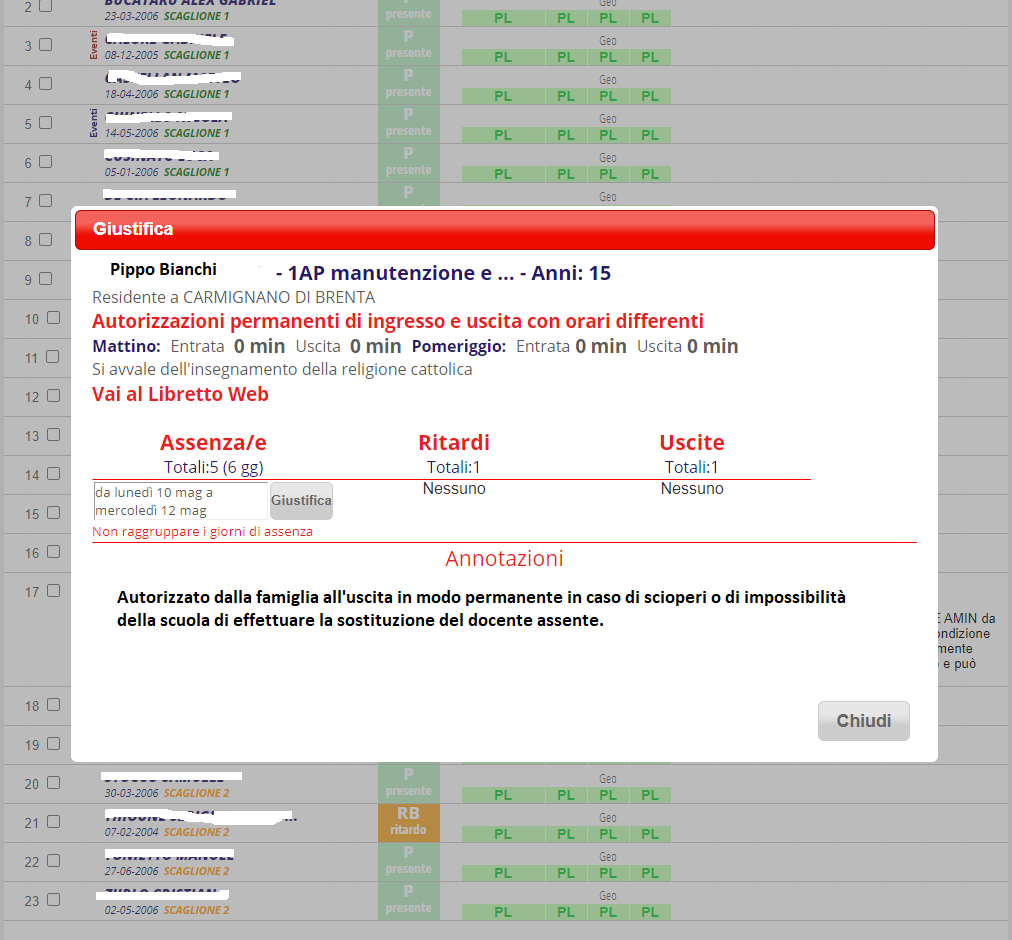 2
BUCATARU ALEX GABRIEL
23-03-2006 SCAGLIONE 1
P
presente
Geo
PL PL PL PL
3
Eventi
08-12-2005 SCAGLIONE 1
P
presente
Geo
PL PL PL PL
4
18-04-2006 SCAGLIONE 1
P
presente
Geo
PL PL PL PL
5
Eventi
14-05-2006 SCAGLIONE 1
P
presente
Geo
PL PL PL PL
6
05-01-2006 SCAGLIONE 1
P
presente
Geo
PL PL PL PL
7
P
Geo
8
9
10
11
12
13
14
15
16
17
18
19
Giustifica
Pippo Bianchi - 1AP manutenzione e ... - Anni: 15
Residente a CARMIGNANO DI BRENTA
Autorizzazioni permanenti di ingresso e uscita con orari differenti
Mattino: Entrata 0 min Uscita 0 min Pomeriggio: Entrata 0 min Uscita 0 min
Si avvale dell'insegnamento della religione cattolica
Vai al Libretto Web
Assenza/e Ritardi Uscite
Totali:5 (6 gg) Totali:1 Totali:1
da lunedì 10 mag a
mercoledì 12 mag
Giustifica
Nessuno Nessuno
Non raggruppare i giorni di assenza
Annotazioni
Autorizzato dalla famiglia all'uscita in modo permanente in caso di scioperi o di impossibilità
della scuola di effettuare la sostituzione del docente assente.
Chiudi
AMIN da
mente
e può
20
30-03-2006 SCAGLIONE 2
P
presente
Geo
PL PL PL PL
21
07-02-2004 SCAGLIONE 2
RB
ritardo
Geo
PL PL PL PL
22
27-06-2006 SCAGLIONE 2
P
presente
Geo
PL PL PL PL
23
02-05-2006 SCAGLIONE 2
P
presente
Geo
PL PL PL PL